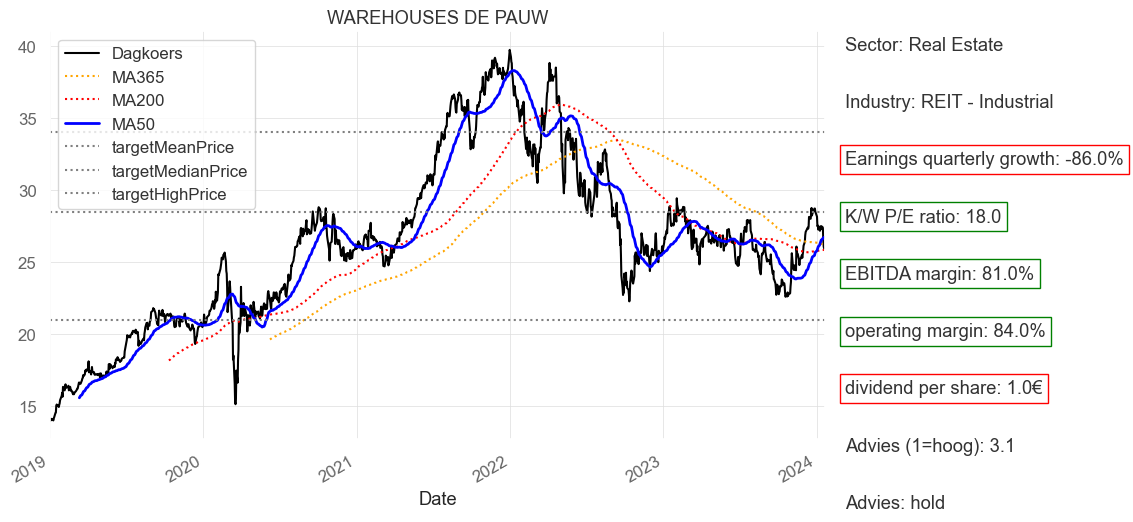 WAREHOUSES DE PAUW
Dagkoers
MA365
MA200
MA50
targetMeanPrice
targetMedianPrice
targetHighPrice
40
35
30
25
20
15
2019
2020
2021
2022
2023
2024
Date
Sector: Real Estate
Industry: REIT - Industrial
Earnings quarterly growth: -86.0%
K/W P/E ratio: 18.0
EBITDA margin: 81.0%
operating margin: 84.0%
dividend per share: 1.0€
Advies (1=hoog): 3.1
Advies: hold